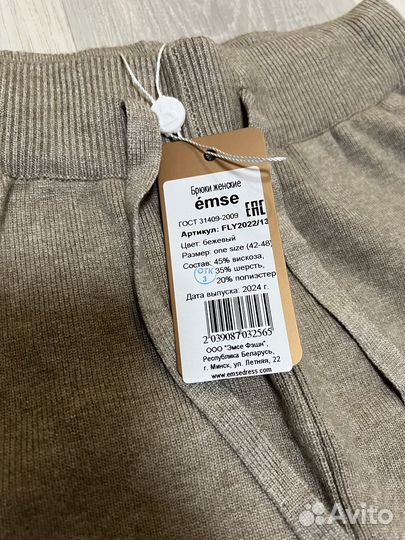 Брюки женские
émse
ГОСТ 31409-2009
EAC
Артикул: FLY2022/13
Цвет: бежевый
Размер: one size (42-48)
Состав: 45% вискоза,
35% шерсть,
20% полиэстер
ОТК
3
Дата выпуска: 2024 г.
2 039087 032565
ООО "Эмсе Фэшн",
Республика Беларусь,
г. Минск, ул. Летняя, 22
www.emsedress.com
Avito